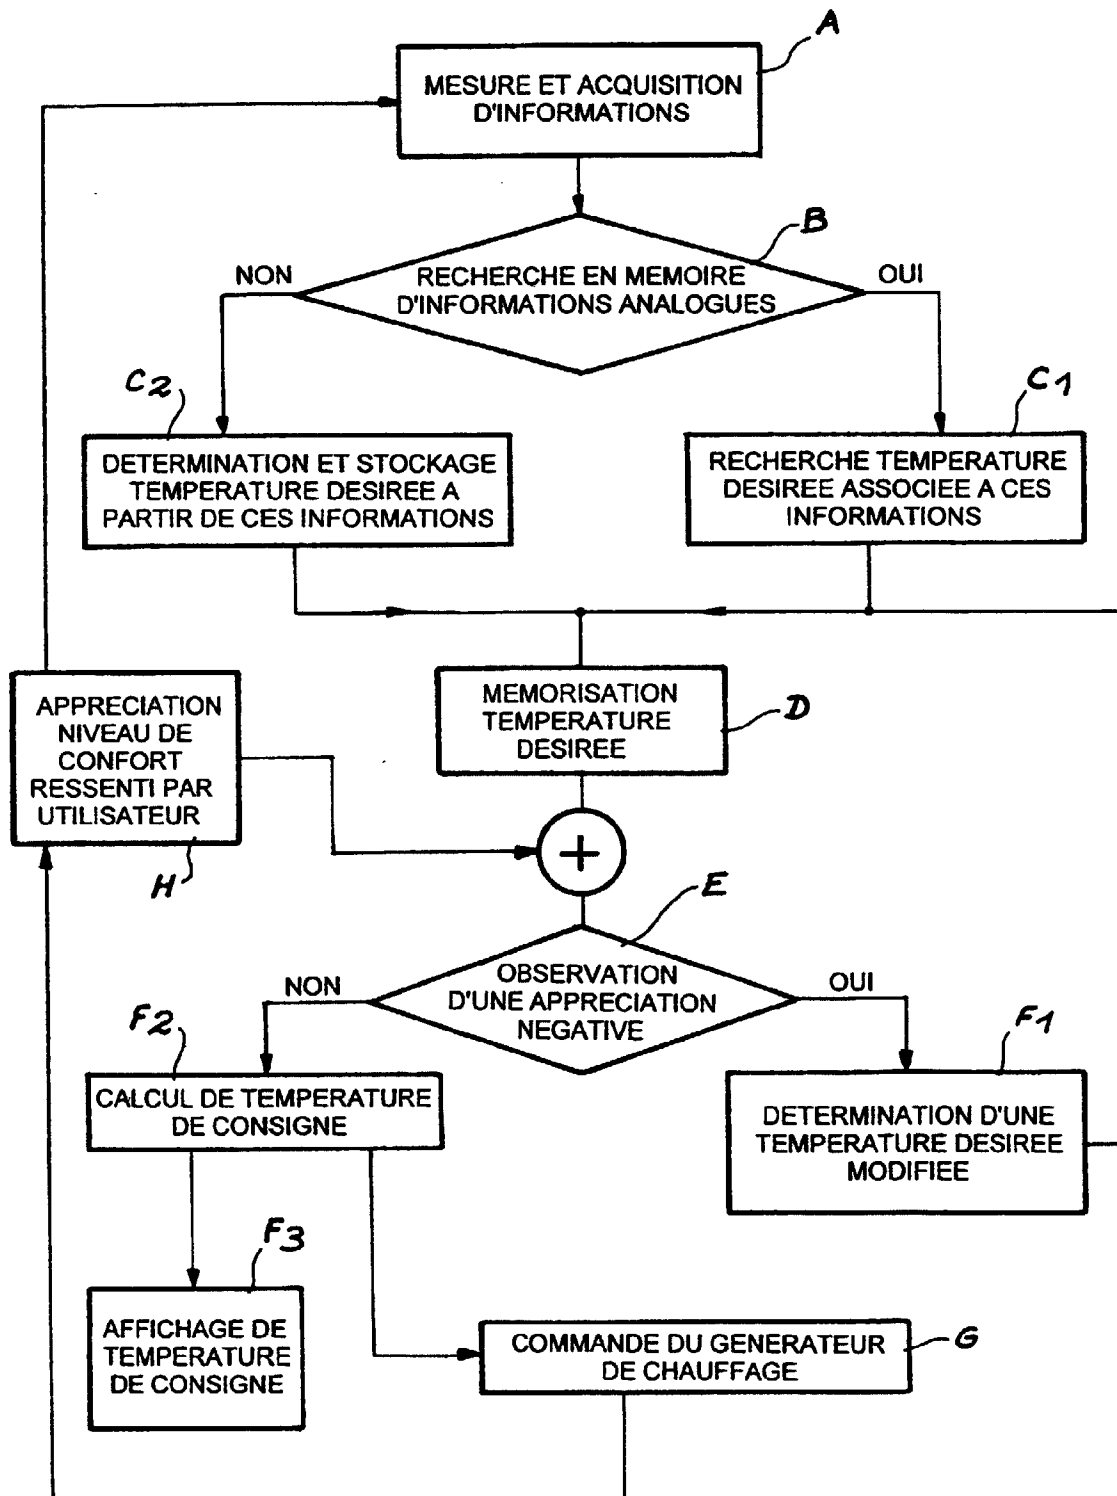 A
MESURE ET ACQUISITION
D'INFORMATIONS
B
NON
RECHERCHE EN MEMOIRE
D'INFORMATIONS ANALOGUES
OUI
C2
C1
DETERMINATION ET STOCKAGE
TEMPERATURE DESIREE A
PARTIR DE CES INFORMATIONS
RECHERCHE TEMPERATURE
DESIREE ASSOCIEE A CES
INFORMATIONS
APPRECIATION
NIVEAU DE
CONFORT
RESSENTI PAR
UTILISATEUR
H
MEMORISATION
TEMPERATURE
DESIREE
D
+
E
NON
OBSERVATION
D'UNE APPRECIATION
NEGATIVE
OUI
F2
F1
CALCUL DE TEMPERATURE
DE CONSIGNE
DETERMINATION D'UNE
TEMPERATURE DESIREE
MODIFIEE
F3
AFFICHAGE DE
TEMPERATURE
DE CONSIGNE
COMMANDE DU GENERATEUR
DE CHAUFFAGE
G